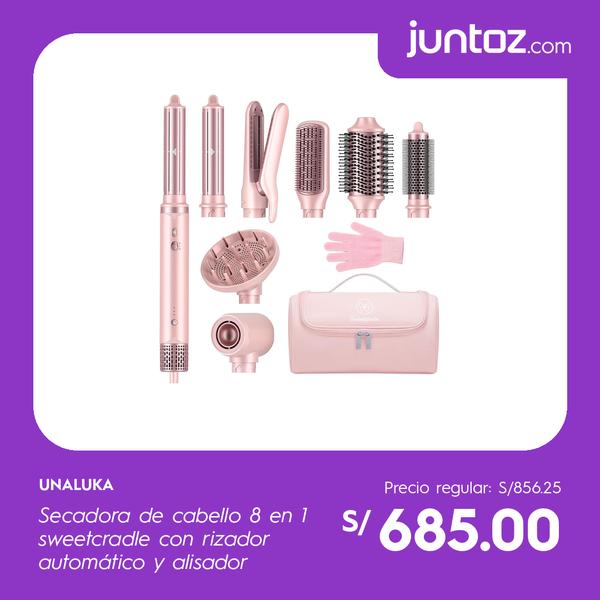 juntoz.com
UNALUKA
Secadora de cabello 8 en 1
sweetcradle con rizador
automático y alisador
Precio regular: S/856.25
S/685.00